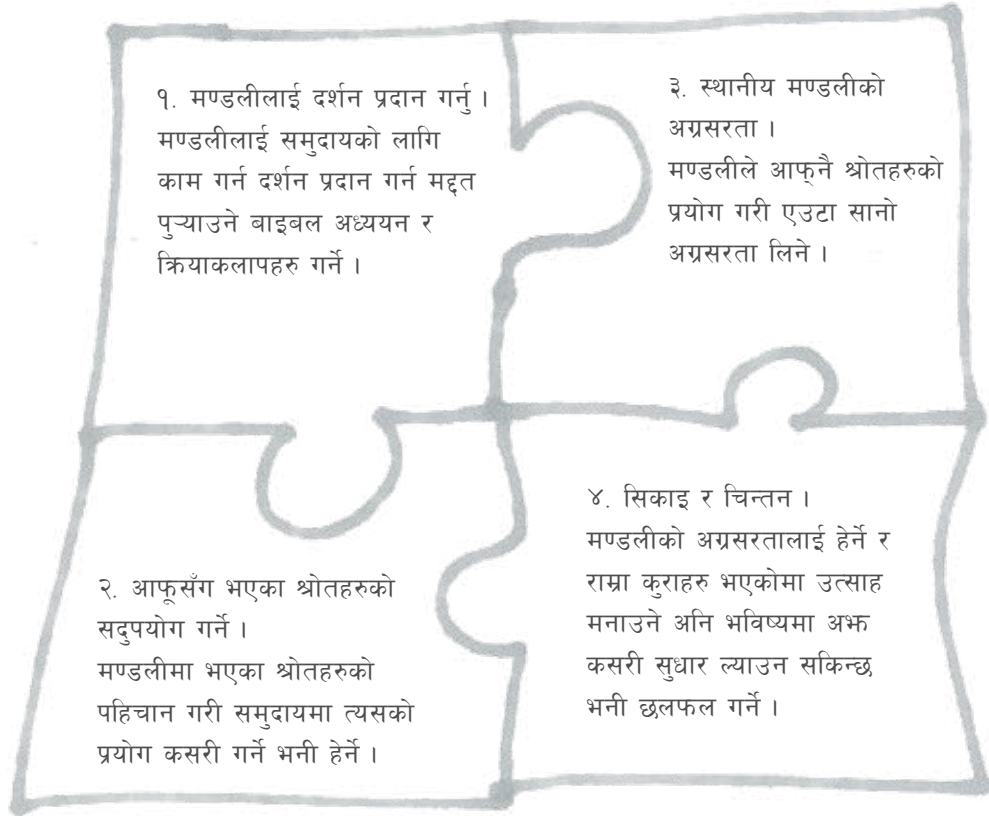 १. मण्डलीलाई दर्शन प्रदान गर्नु ।
मण्डलीलाई समुदायको लागि
काम गर्न दर्शन प्रदान गर्न मद्दत
पुऱ्याउने बाइबल अध्ययन र
क्रियाकलापहरु गर्ने ।
२. आफूसँग भएका श्रोतहरुको
सदुपयोग गर्ने ।
मण्डलीमा भएका श्रोतहरुको
पहिचान गरी समुदायमा त्यसको
प्रयोग कसरी गर्ने भनी हेर्ने ।
३. स्थानीय मण्डलीको
अग्रसरता ।
मण्डलीले आफ्नै श्रोतहरुको
प्रयोग गरी एउटा सानो
अग्रसरता लिने ।
४. सिकाइ र चिन्तन ।
मण्डलीको अग्रसरतालाई हेर्ने र
राम्रा कुराहरु भएकोमा उत्साह
मनाउने अनि भविष्यमा अझ
कसरी सुधार ल्याउन सकिन्छ
भनी छलफल गर्ने ।